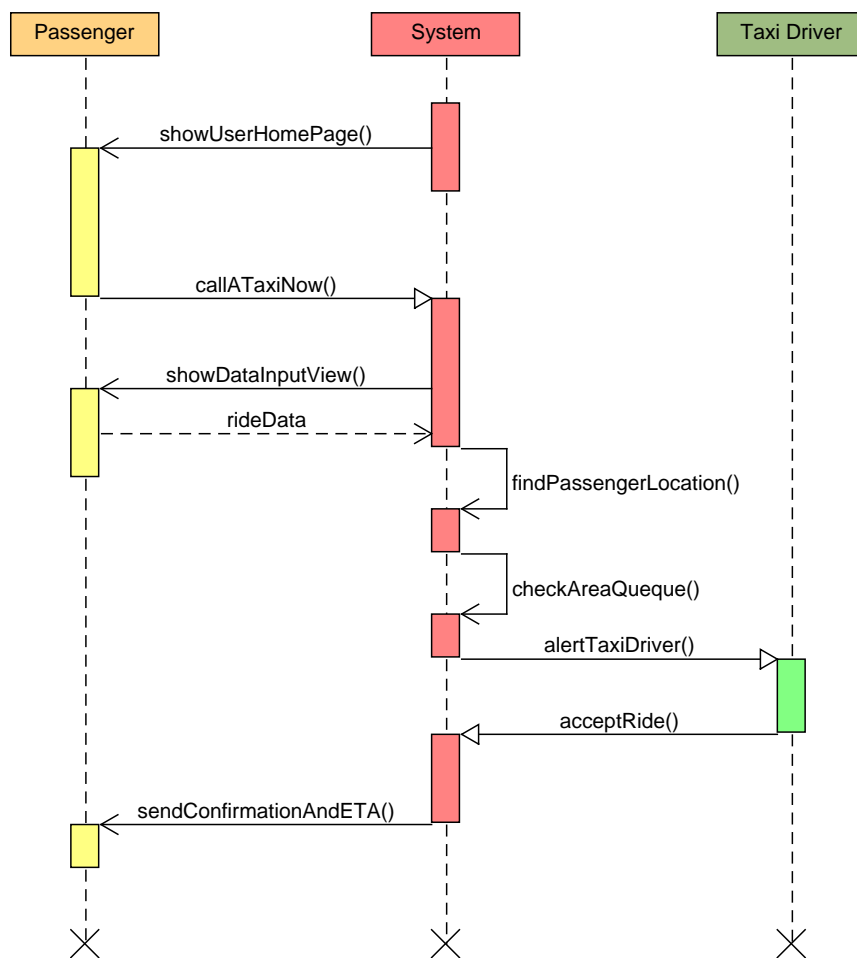 Passenger
System
Taxi Driver
showUserHomePage()
callATaxiNow()
showDataInputView()
rideData
findPassengerLocation()
checkAreaQueque()
alertTaxiDriver()
acceptRide()
sendConfirmationAndETA()